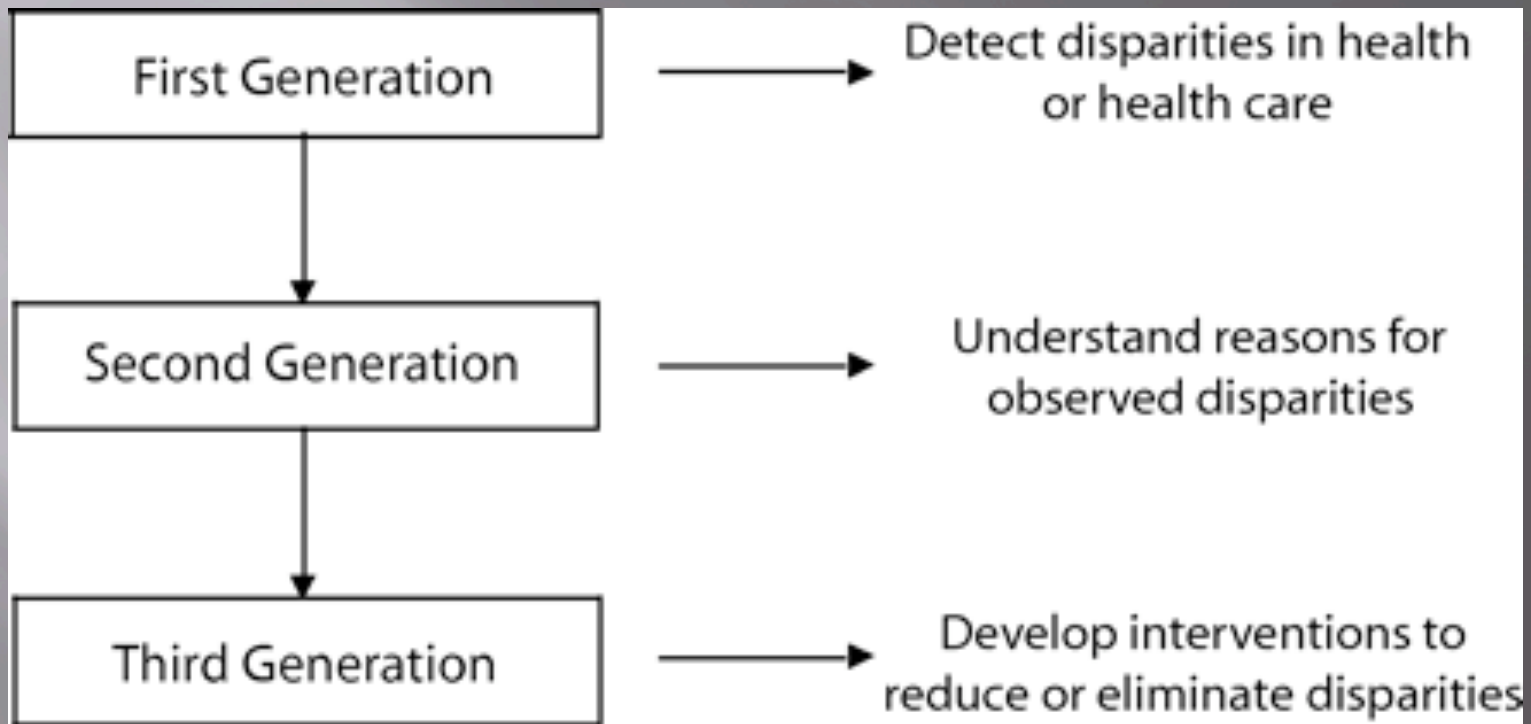 First Generation
Detect disparities in health
or health care
Second Generation
Understand reasons for
observed disparities
Third Generation
Develop interventions to
reduce or eliminate disparities